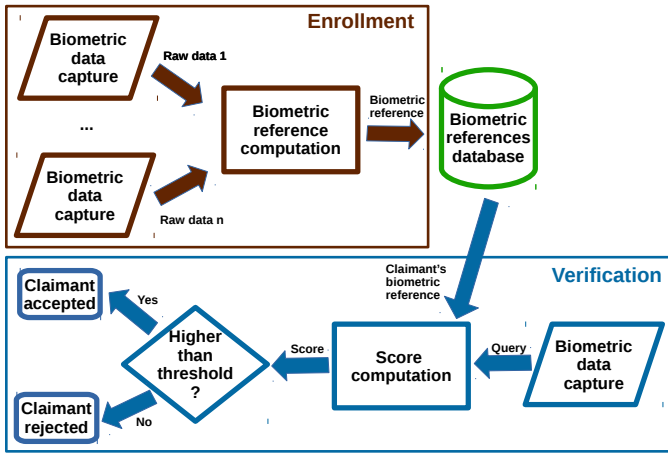 Enrollment
Biometric
data
capture
Raw data 1
...
Biometric
data
capture
Raw data n
Biometric
reference
computation
Biometric
reference
Biometric
references
database
Verification
Claimant's
biometric
reference
Biometric
data
capture
Query
Score
computation
Score
Higher
than
threshold
?
Yes
Claimant
accepted
No
Claimant
rejected